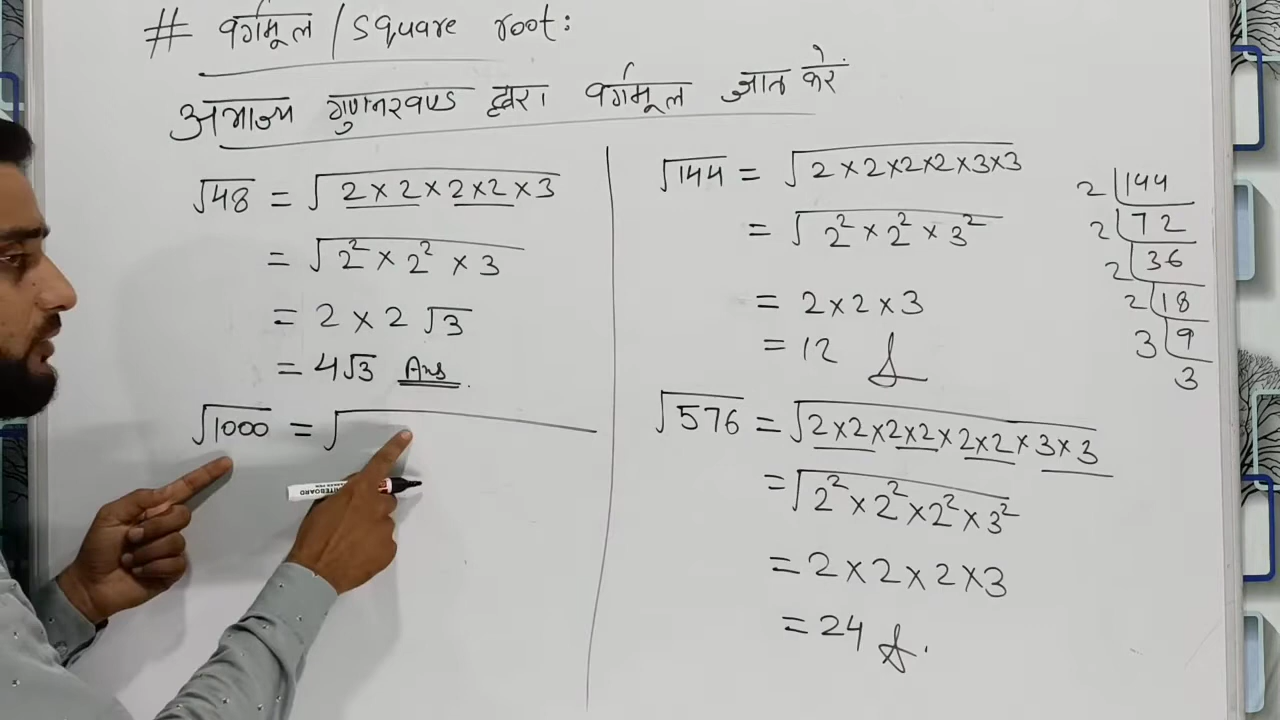 # वर्गमूल / square root:
अभाज्य गुणनखण्ड द्वारा वर्गमूल ज्ञात करें.
√48 = √2 × 2 × 2 × 2 × 3
= √2² × 2² × 3
= 2 × 2 √3
= 4√3 Ans.
√1000 = √
√144 = √2 × 2 × 2 × 2 × 3 × 3
= √2² × 2² × 3²
= 2 × 2 × 3
= 12
2 | 144
2 | 72
2 | 36
2 | 18
3 | 9
3
√576 = √2 × 2 × 2 × 2 × 2 × 2 × 3 × 3
= √2² × 2² × 2² × 3²
= 2 × 2 × 2 × 3
= 24
WHITEBOARD